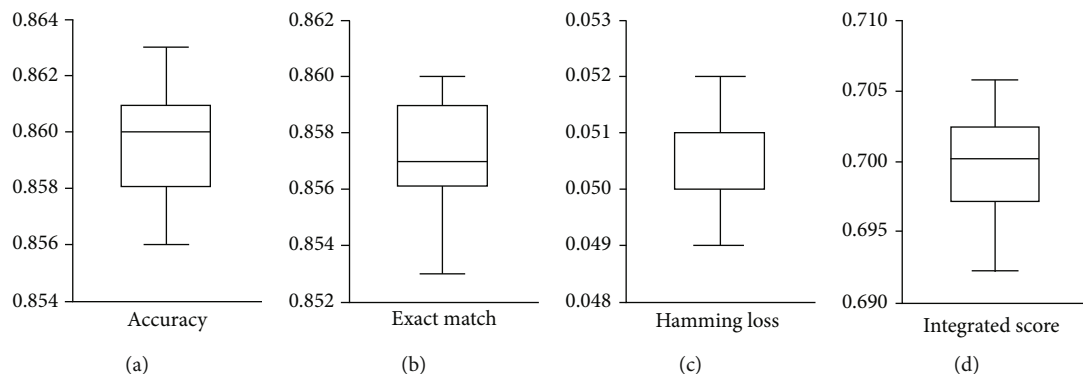 0.864
0.862
0.860
0.858
0.856
0.854
Accuracy
(a)
0.862
0.860
0.858
0.856
0.854
0.852
Exact match
(b)
0.053
0.052
0.051
0.050
0.049
0.048
Hamming loss
(c)
0.710
0.705
0.700
0.695
0.690
Integrated score
(d)